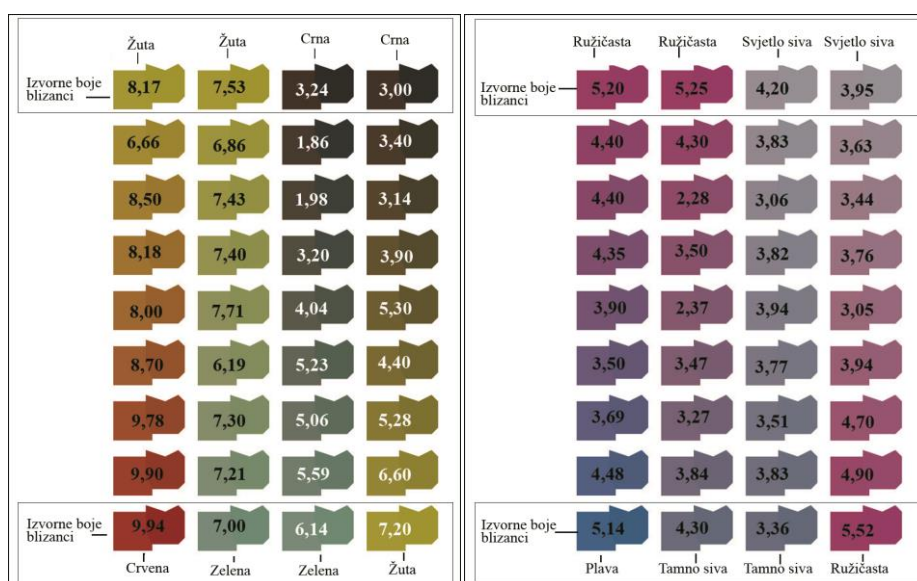 Žuta Žuta Crna Crna
Izvorne boje
blizanci
8,17 7,53 3,24 3,00
6,66 6,86 1,86 3,40
8,50 7,43 1,98 3,14
8,18 7,40 3,20 3,90
8,00 7,71 4,04 5,30
8,70 6,19 5,23 4,40
9,78 7,30 5,06 5,28
9,90 7,21 5,59 6,60
Izvorne boje
blizanci
9,94 7,00 6,14 7,20
Crvena Zelena Zelena Žuta
Ružičasta Ružičasta Svjetlo siva Svjetlo siva
Izvorne boje
blizanci
5,20 5,25 4,20 3,95
4,40 4,30 3,83 3,63
4,40 2,28 3,06 3,44
4,35 3,50 3,82 3,76
3,90 2,37 3,94 3,05
3,50 3,47 3,77 3,94
3,69 3,27 3,51 4,70
4,48 3,84 3,83 4,90
Izvorne boje
blizanci
5,14 4,30 3,36 5,52
Plava Tamno siva Tamno siva Ružičasta